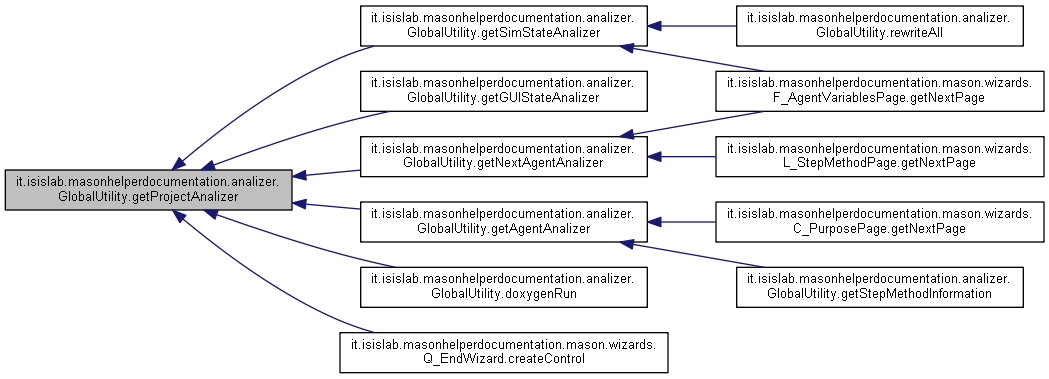 it.isislab.masonhelperdocumentation.analizer.
GlobalUtility.getProjectAnalizer
it.isislab.masonhelperdocumentation.analizer.
GlobalUtility.getSimStateAnalizer
it.isislab.masonhelperdocumentation.analizer.
GlobalUtility.rewriteAll
it.isislab.masonhelperdocumentation.mason.wizards.
F_AgentVariablesPage.getNextPage
it.isislab.masonhelperdocumentation.analizer.
GlobalUtility.getGUIStateAnalizer
it.isislab.masonhelperdocumentation.analizer.
GlobalUtility.getNextAgentAnalizer
it.isislab.masonhelperdocumentation.mason.wizards.
L_StepMethodPage.getNextPage
it.isislab.masonhelperdocumentation.analizer.
GlobalUtility.getAgentAnalizer
it.isislab.masonhelperdocumentation.mason.wizards.
C_PurposePage.getNextPage
it.isislab.masonhelperdocumentation.analizer.
GlobalUtility.getStepMethodInformation
it.isislab.masonhelperdocumentation.analizer.
GlobalUtility.doxygenRun
it.isislab.masonhelperdocumentation.mason.wizards.
Q_EndWizard.createControl